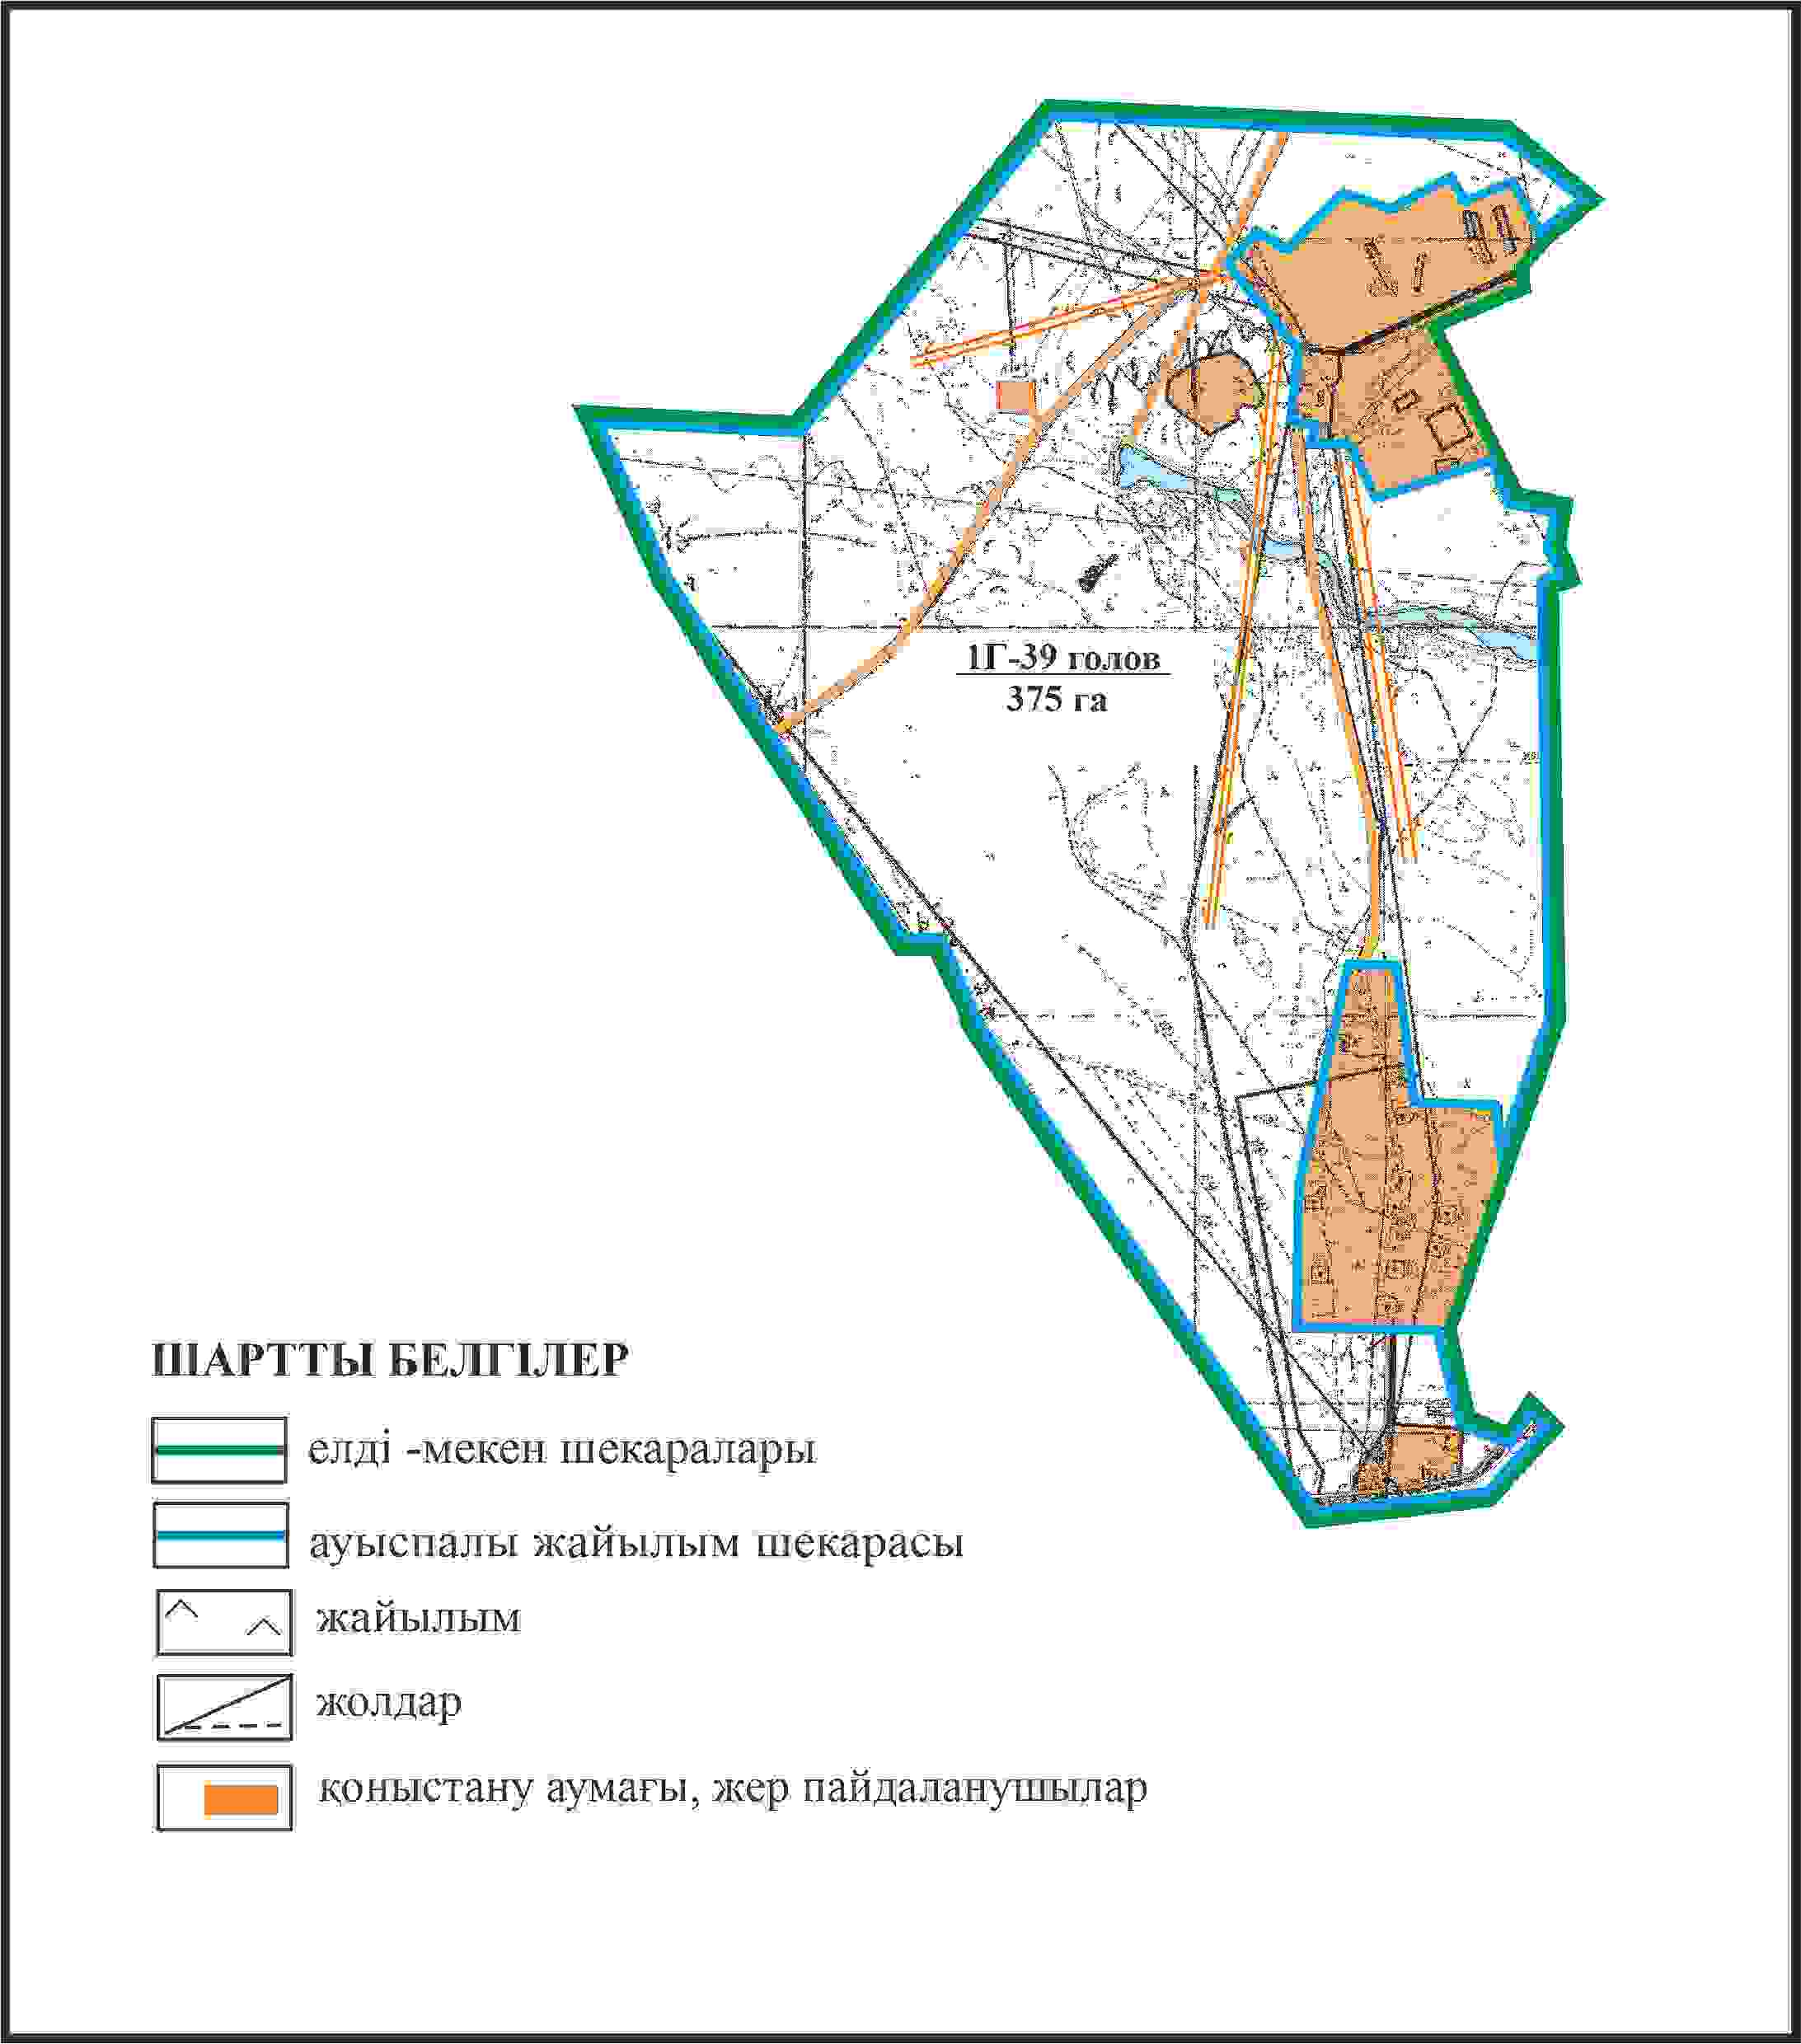 1Г-39 голов
375 га
ШАРТТЫ БЕЛГІЛЕР
елді -мекен шекаралары
ауыспалы жайылым шекарасы
жайылым
жолдар
қоныстану аумағы, жер пайдаланушылар